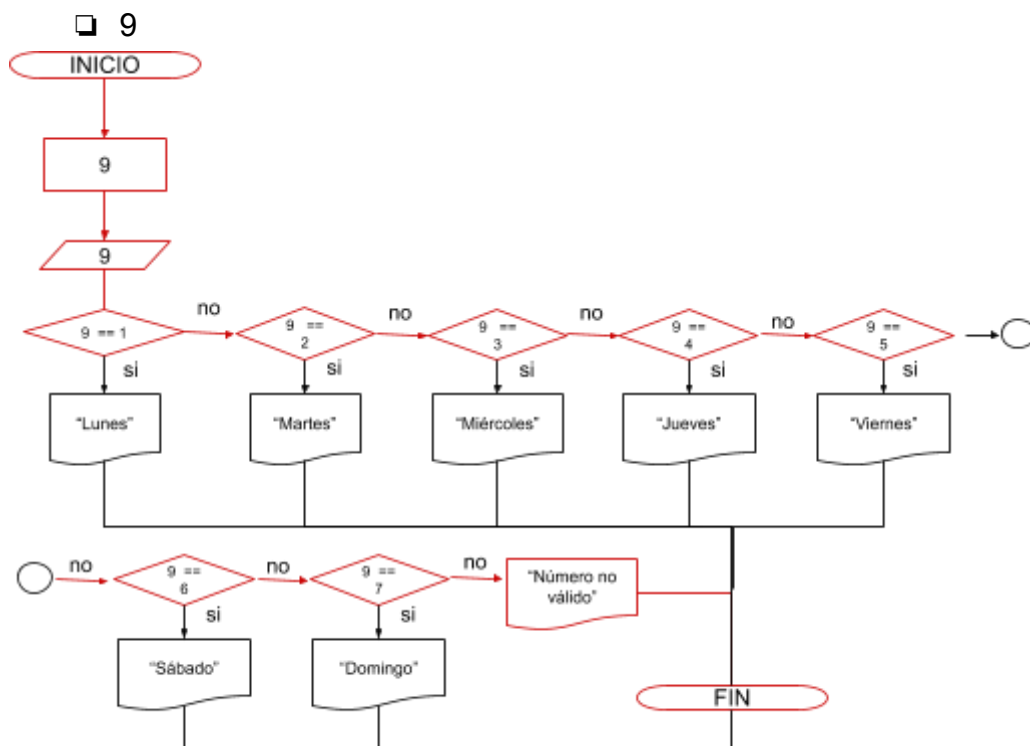 ❏ 9
INICIO
9
9
no
no
no
no
9 == 1
9 ==
2
9 ==
3
9 ==
4
9 ==
5
si
si
si
si
si
“Lunes”
“Martes”
“Miércoles”
“Jueves”
“Viernes”
no
9 ==
6
no
9 ==
7
no
“Número no
válido”
si
si
“Sábado”
“Domingo”
FIN